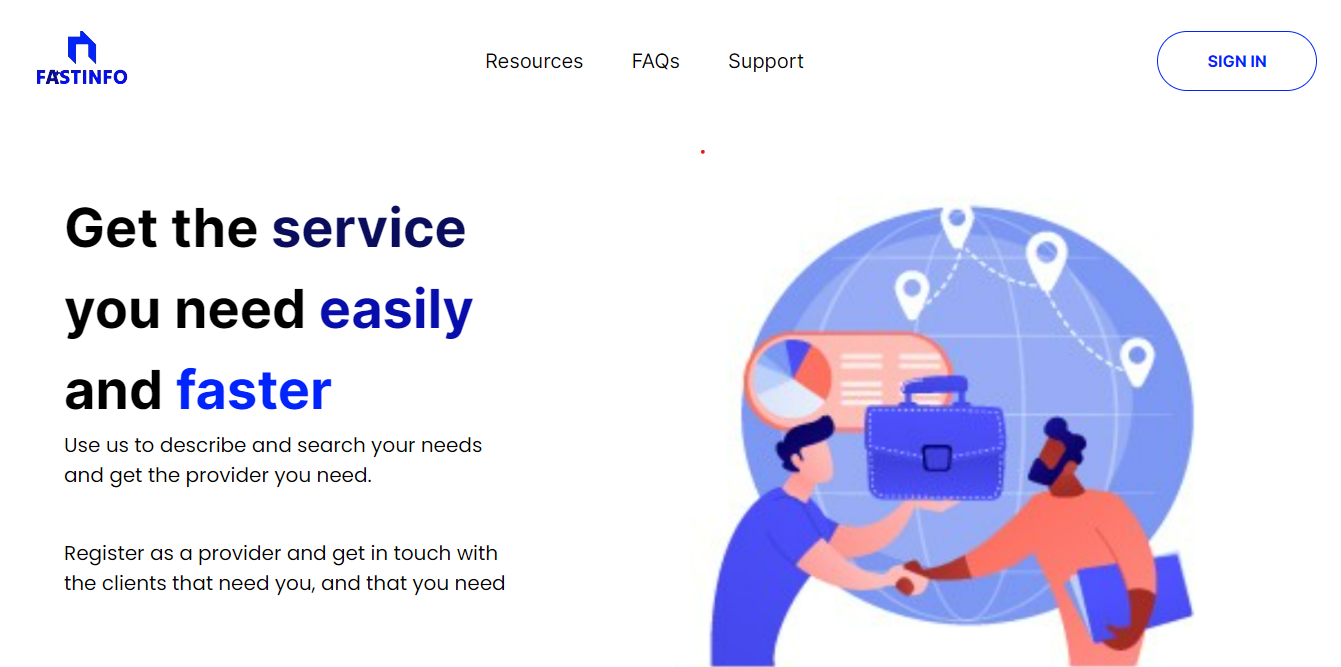 FASTINFO
Resources
FAQs
Support
SIGN IN
Get the service
you need easily
and faster
Use us to describe and search your needs
and get the provider you need.
Register as a provider and get in touch with
the clients that need you, and that you need